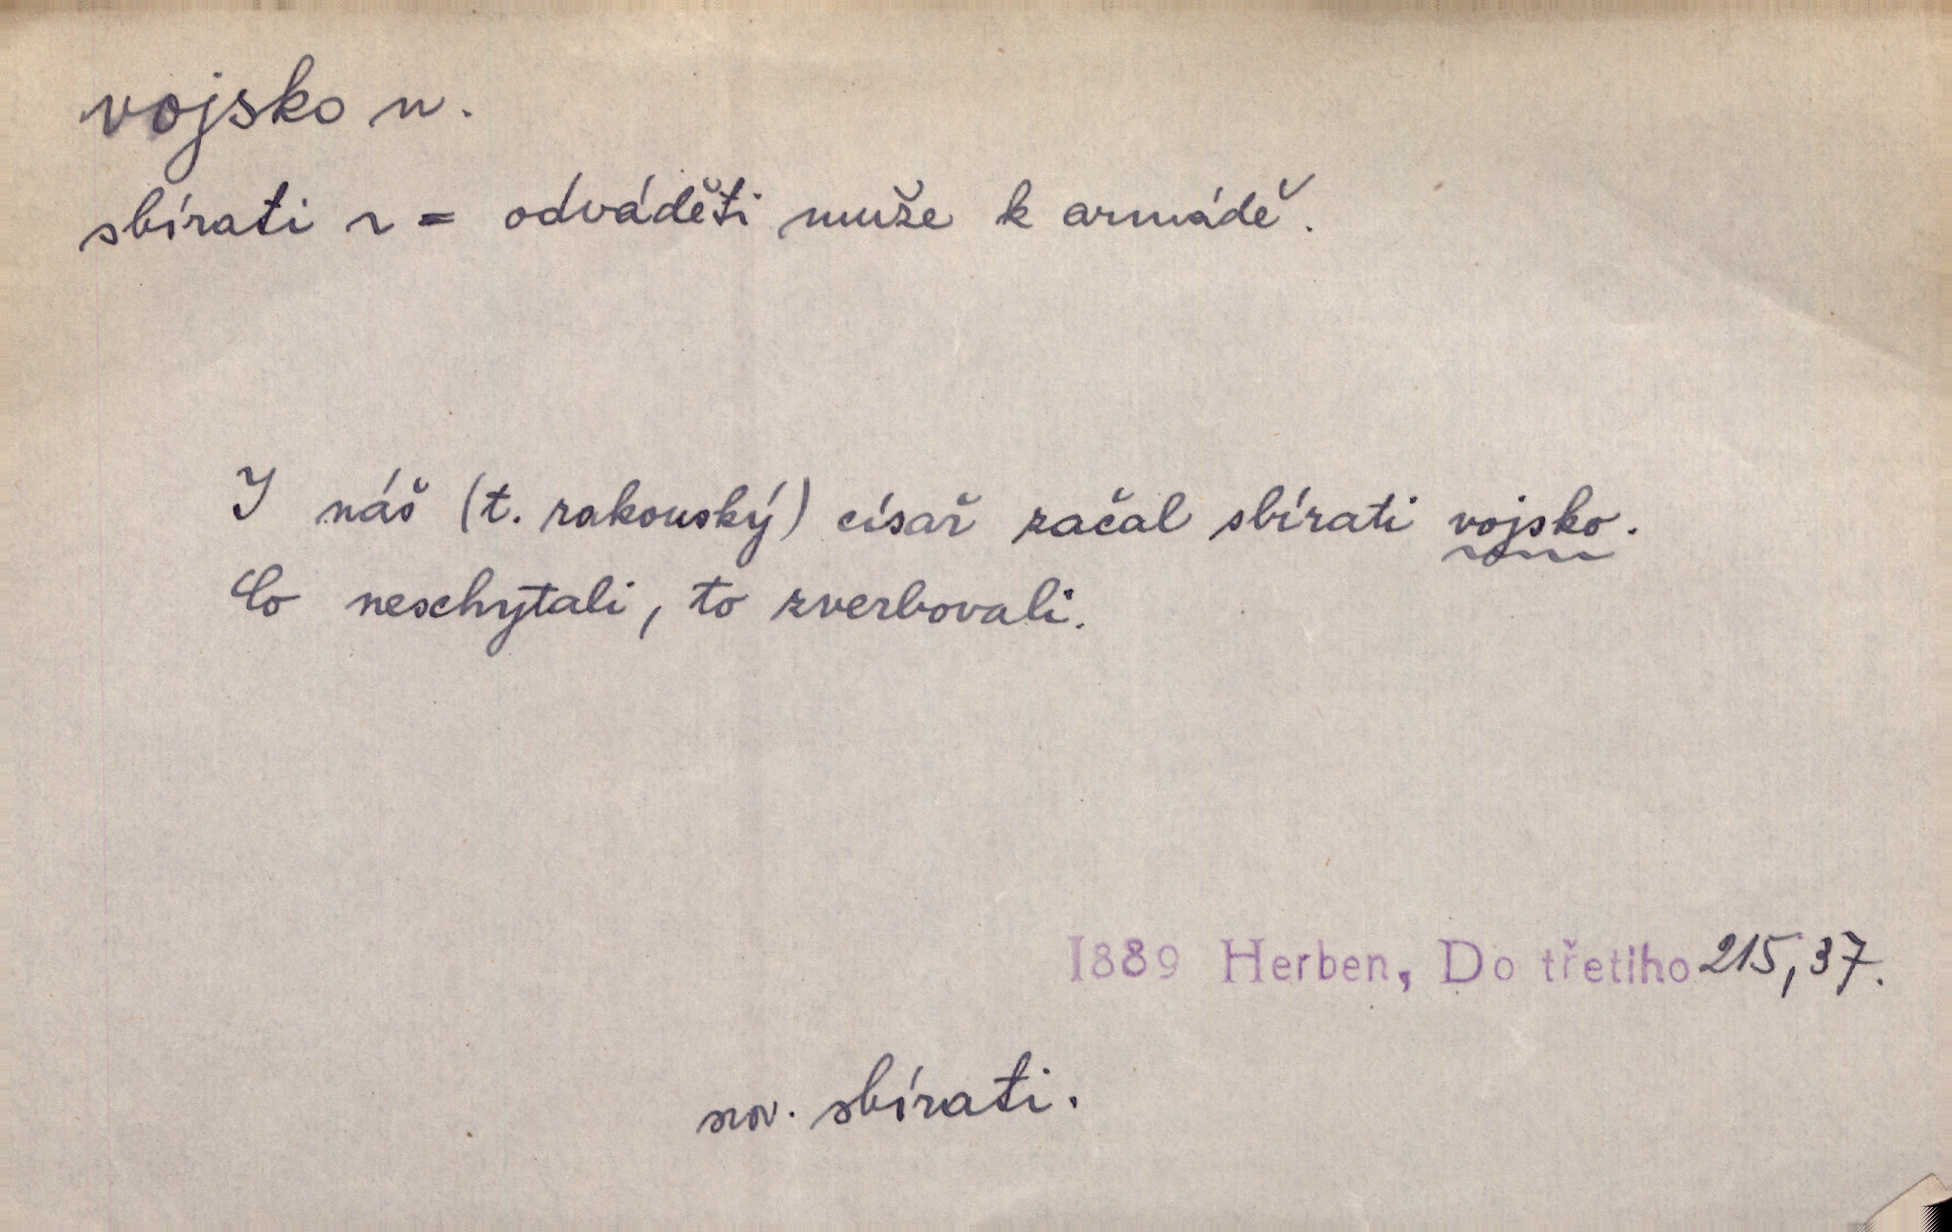 vojsko n.
sbírati ~ = odváděti muže k armádě.
I náš (t. rakouský) císař začal sbírati vojsko.
Co neschytali, to zverbovali.
1889 Herben, Do třetího 215,37.
srov. sbírati.